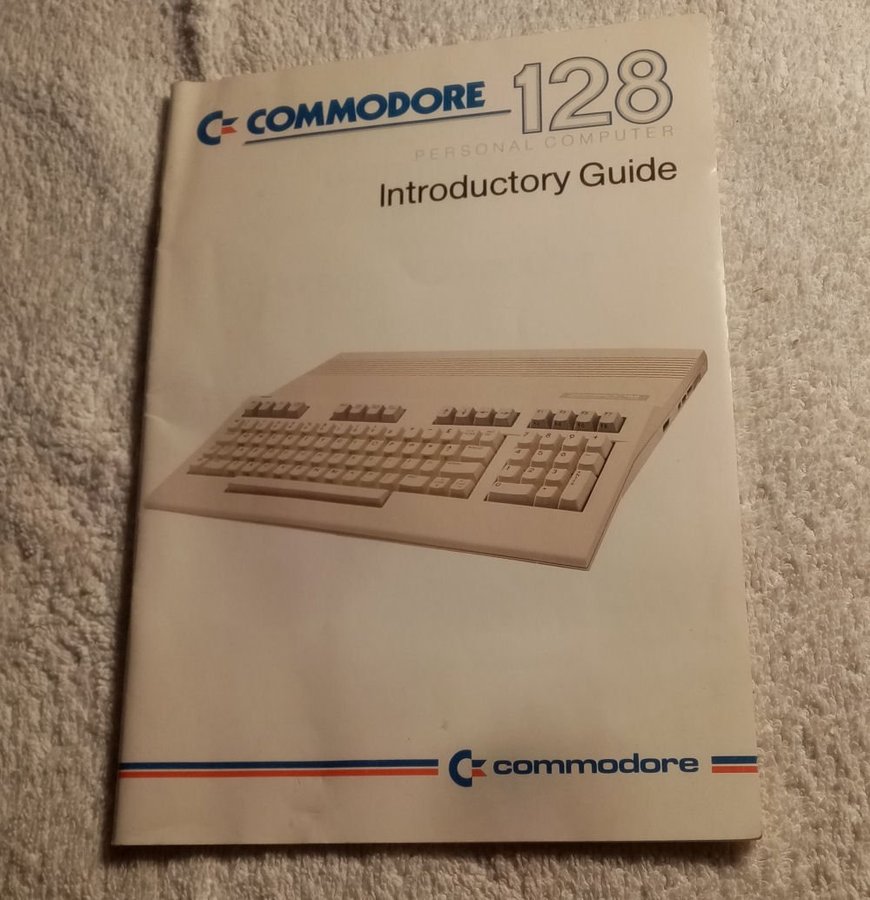 COMMODORE 128
PERSONAL COMPUTER
Introductory Guide
commodore